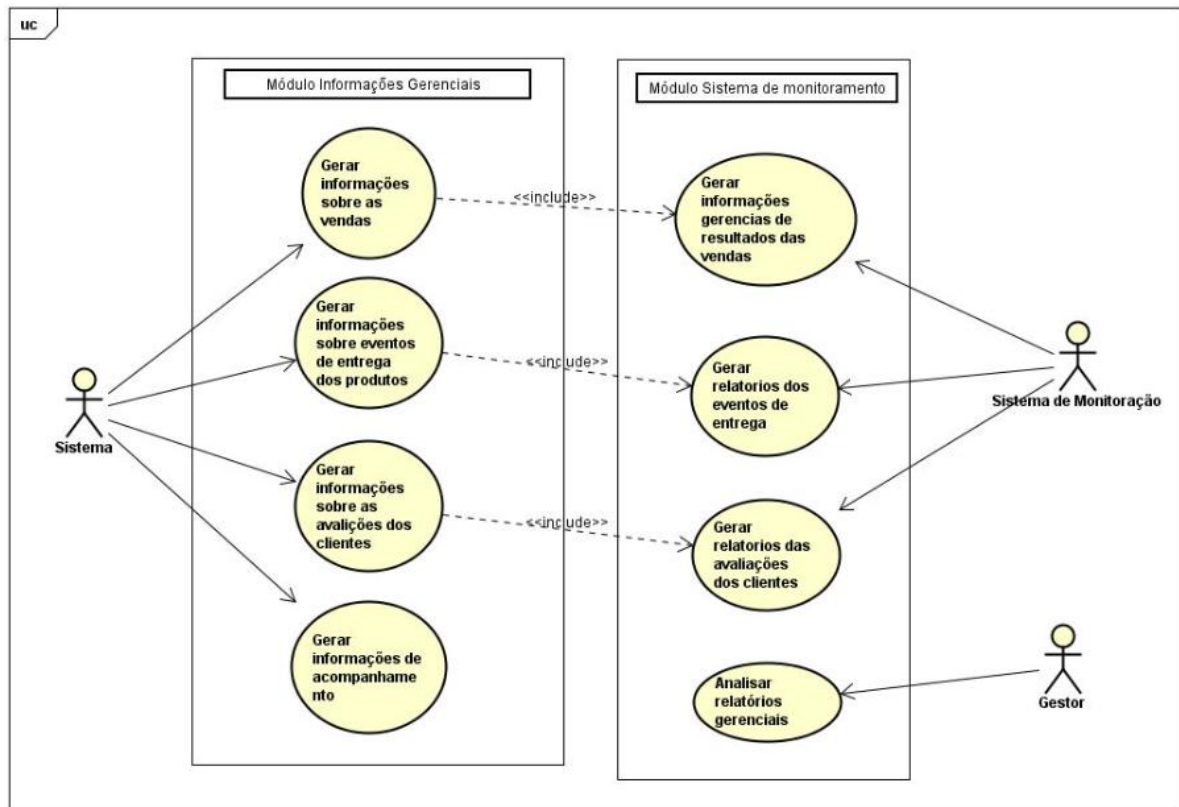 uc
Módulo Informações Gerenciais
Gerar
informações
sobre as
vendas
<<include>>
Gerar
informações
sobre eventos
de entrega
dos produtos
<<include>>
Gerar
informações
sobre as
avalições dos
clientes
<<include>>
Gerar
informações de
acompanhame
nto
Sistema
Módulo Sistema de monitoramento
Gerar
informações
gerencias de
resultados das
vendas
Gerar
relatorios dos
eventos de
entrega
Gerar
relatorios das
avaliações
dos clientes
Analisar
relatórios
gerenciais
Sistema de Monitoração
Gestor